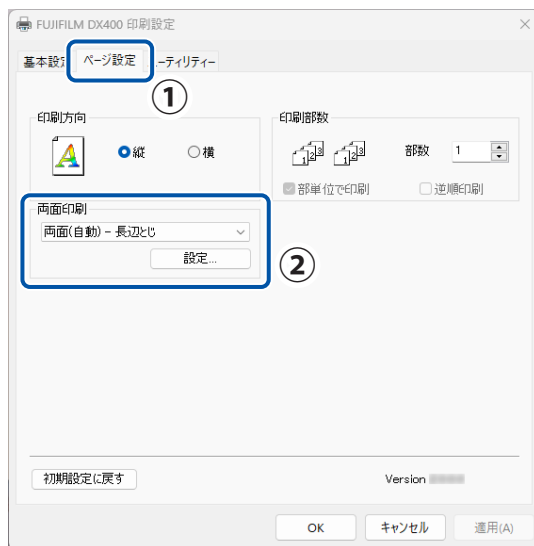 FUJIFILM DX400 印刷設定
基本設定 ページ設定 ーティリティー
①
印刷方向
縦 横
印刷部数
部数 1
部単位で印刷 逆順印刷
両面印刷
両面(自動) - 長辺とじ
設定...
②
初期設定に戻す
Version
OK キャンセル 適用(A)